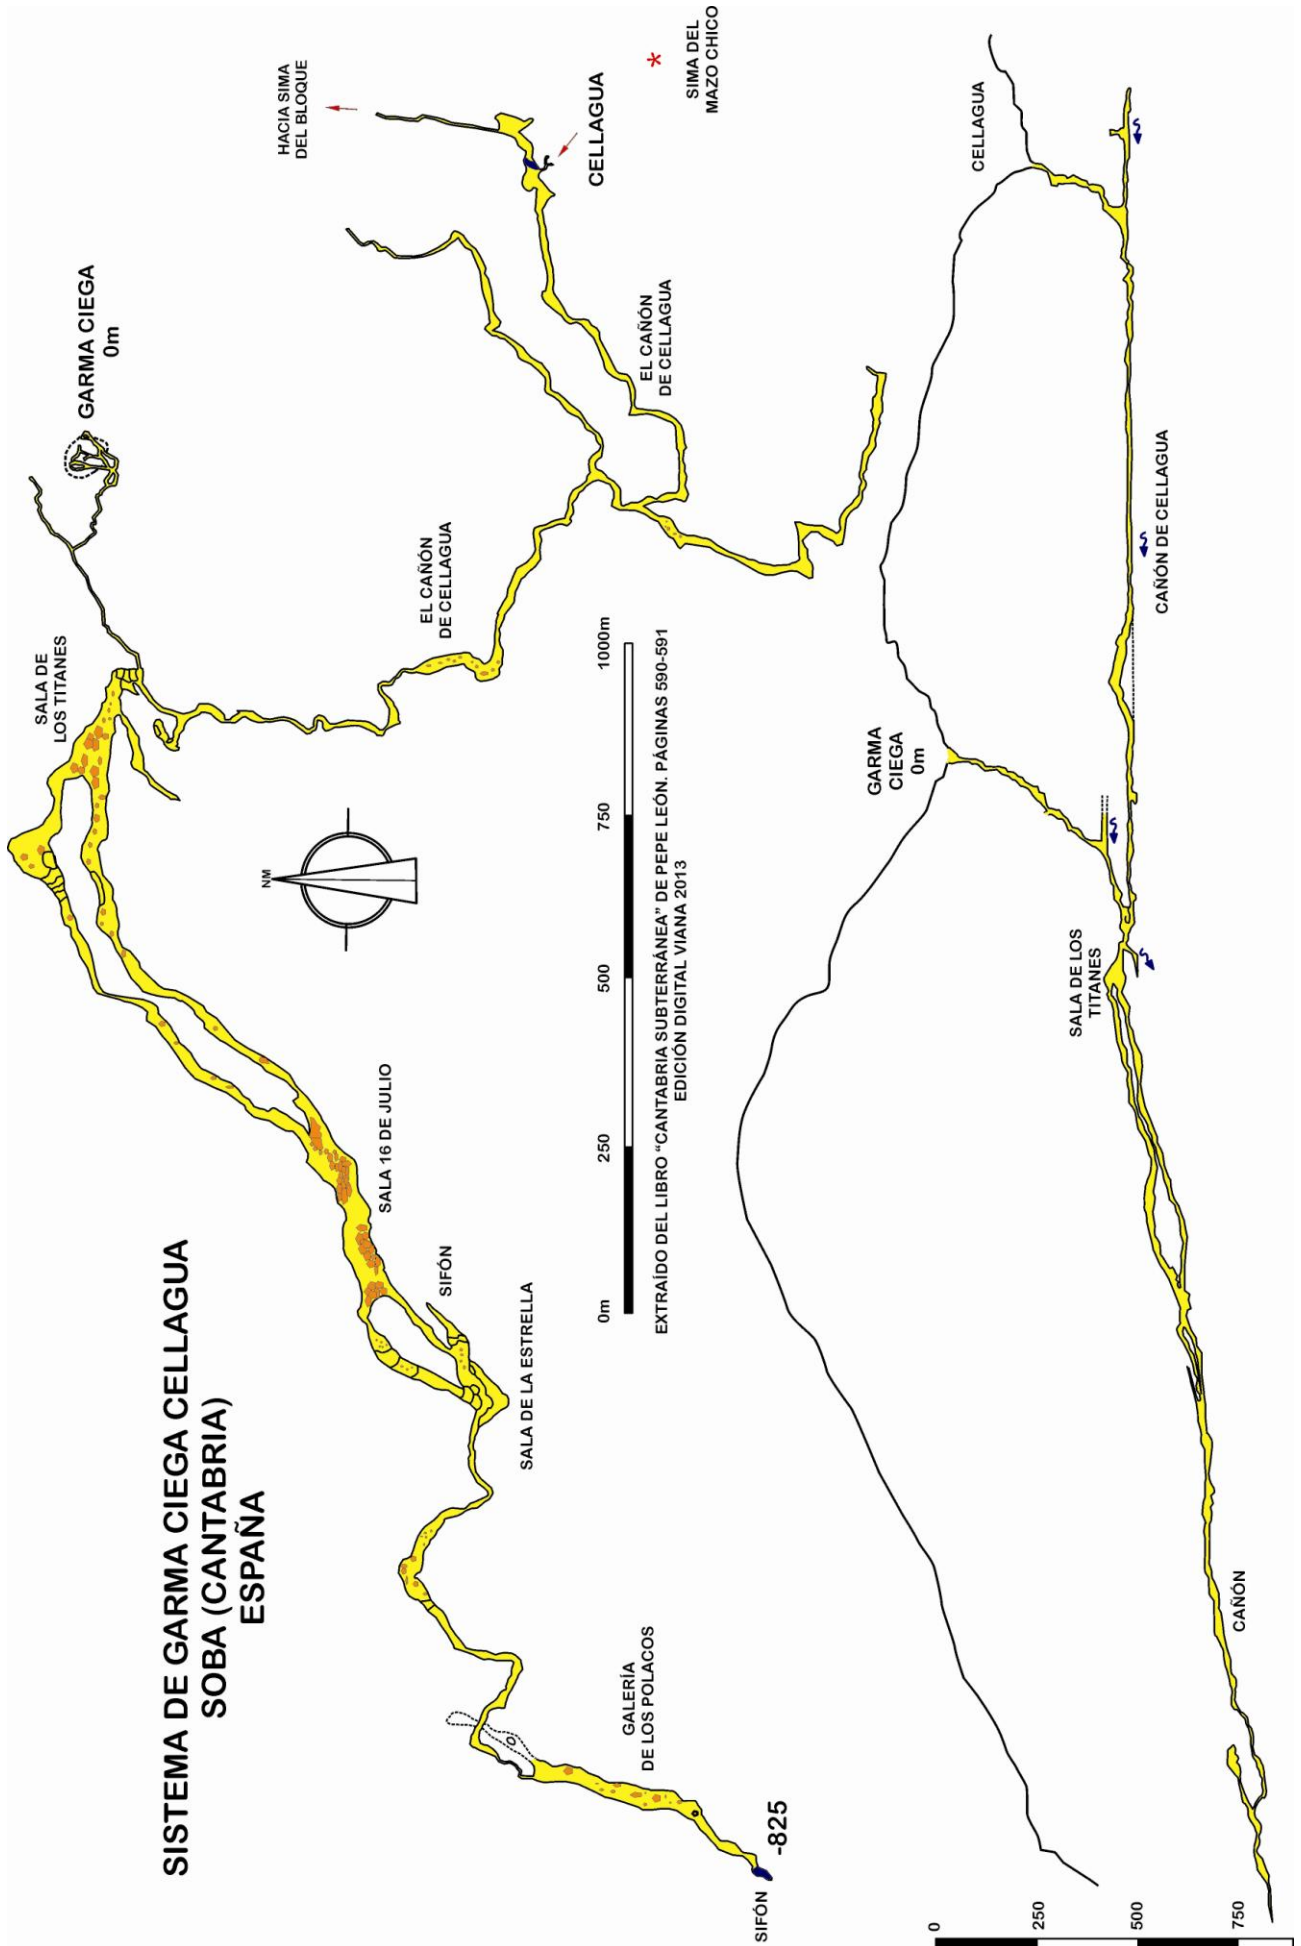 SISTEMA DE GARMA CIEGA CELLAGUA
SOBA (CANTABRIA)
ESPAÑA
SALA DE
LOS TITANES
GARMA CIEGA
0m
HACIA SIMA
DEL BLOQUE
CELLAGUA
SIMA DEL
MAZO CHICO
NM
EL CAÑÓN
DE CELLAGUA
EL CAÑÓN
DE CELLAGUA
SALA 16 DE JULIO
SIFÓN
SALA DE LA ESTRELLA
GALERÍA
DE LOS POLACOS
SIFÓN
-825
0m
250
500
750
1000m
EXTRAÍDO DEL LIBRO "CANTABRIA SUBTERRÁNEA" DE PEPE LEÓN. PÁGINAS 590-591
EDICIÓN DIGITAL VIANA 2013
CELLAGUA
GARMA
CIEGA
0m
CAÑÓN DE CELLAGUA
SALA DE LOS
TITANES
CAÑÓN
0
250
500
750